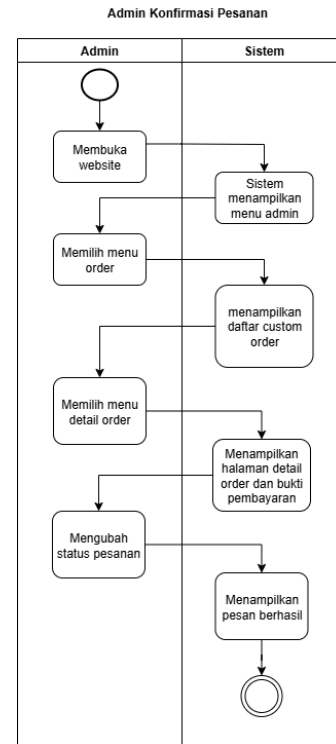 Admin Konfirmasi Pesanan
Admin
Sistem
Membuka
website
Sistem
menampilkan
menu admin
Memilih menu
order
menampilkan
daftar custom
order
Memilih menu
detail order
Menampilkan
halaman detail
order dan bukti
pembayaran
Mengubah
status pesanan
Menampilkan
pesan berhasil